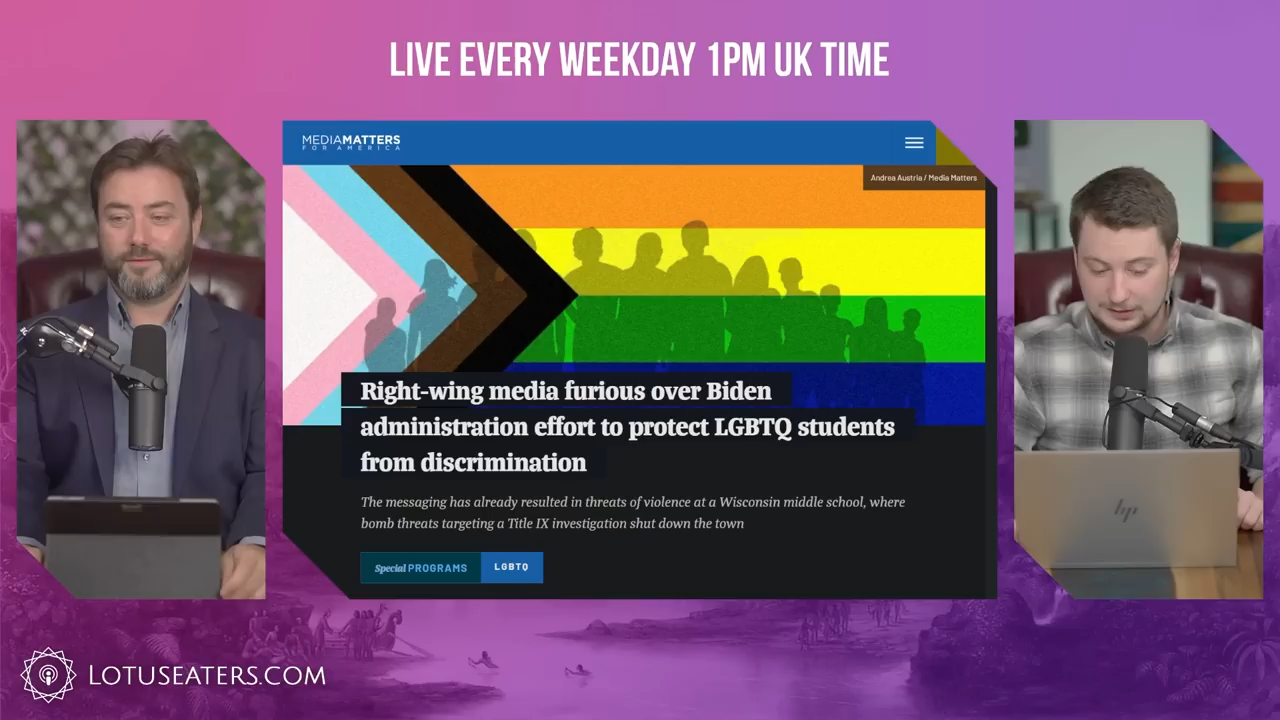 LIVE EVERY WEEKDAY 1PM UK TIME
MEDIAMATTERS
FOR AMERICA
Andrea Austria / Media Matters
Right-wing media furious over Biden
administration effort to protect LGBTQ students
from discrimination
The messaging has already resulted in threats of violence at a Wisconsin middle school, where
bomb threats targeting a Title IX investigation shut down the town
Special PROGRAMS LGBTQ
hp
LOTUSEATERS.COM